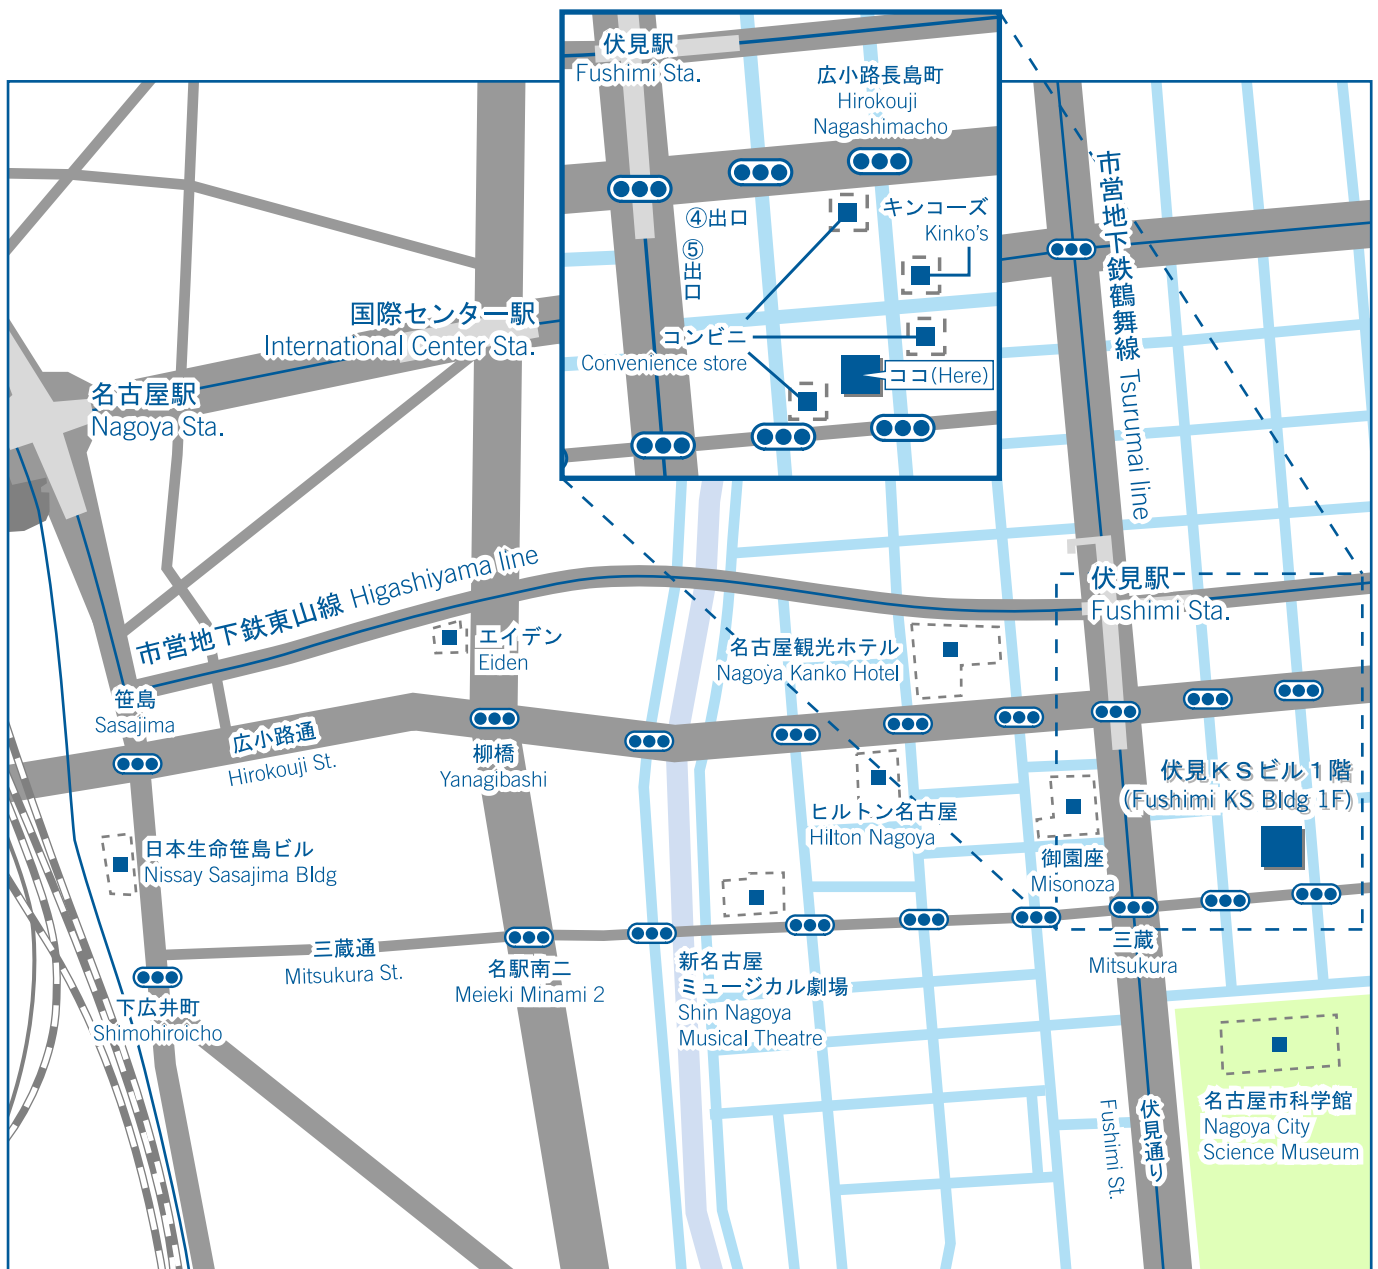 伏見駅
Fushimi Sta.
広小路長島町
Hirokouji
Nagashimacho
④出口
⑤出口
キンコーズ
Kinko's
コンビニ
Convenience store
ココ(Here)
市営地下鉄鶴舞線 Tsurumai line
国際センター駅
International Center Sta.
名古屋駅
Nagoya Sta.
市営地下鉄東山線 Higashiyama line
伏見駅
Fushimi Sta.
エイデン
Eiden
名古屋観光ホテル
Nagoya Kanko Hotel
笹島
Sasajima
広小路通
Hirokouji St.
柳橋
Yanagibashi
伏見KSビル1階
(Fushimi KS Bldg 1F)
ヒルトン名古屋
Hilton Nagoya
日本生命笹島ビル
Nissay Sasajima Bldg
御園座
Misonoza
三蔵通
Mitsukura St.
名駅南二
Meieki Minami 2
新名古屋
ミュージカル劇場
Shin Nagoya
Musical Theatre
三蔵
Mitsukura
下広井町
Shimohiroicho
伏見通り
Fushimi St.
名古屋市科学館
Nagoya City
Science Museum